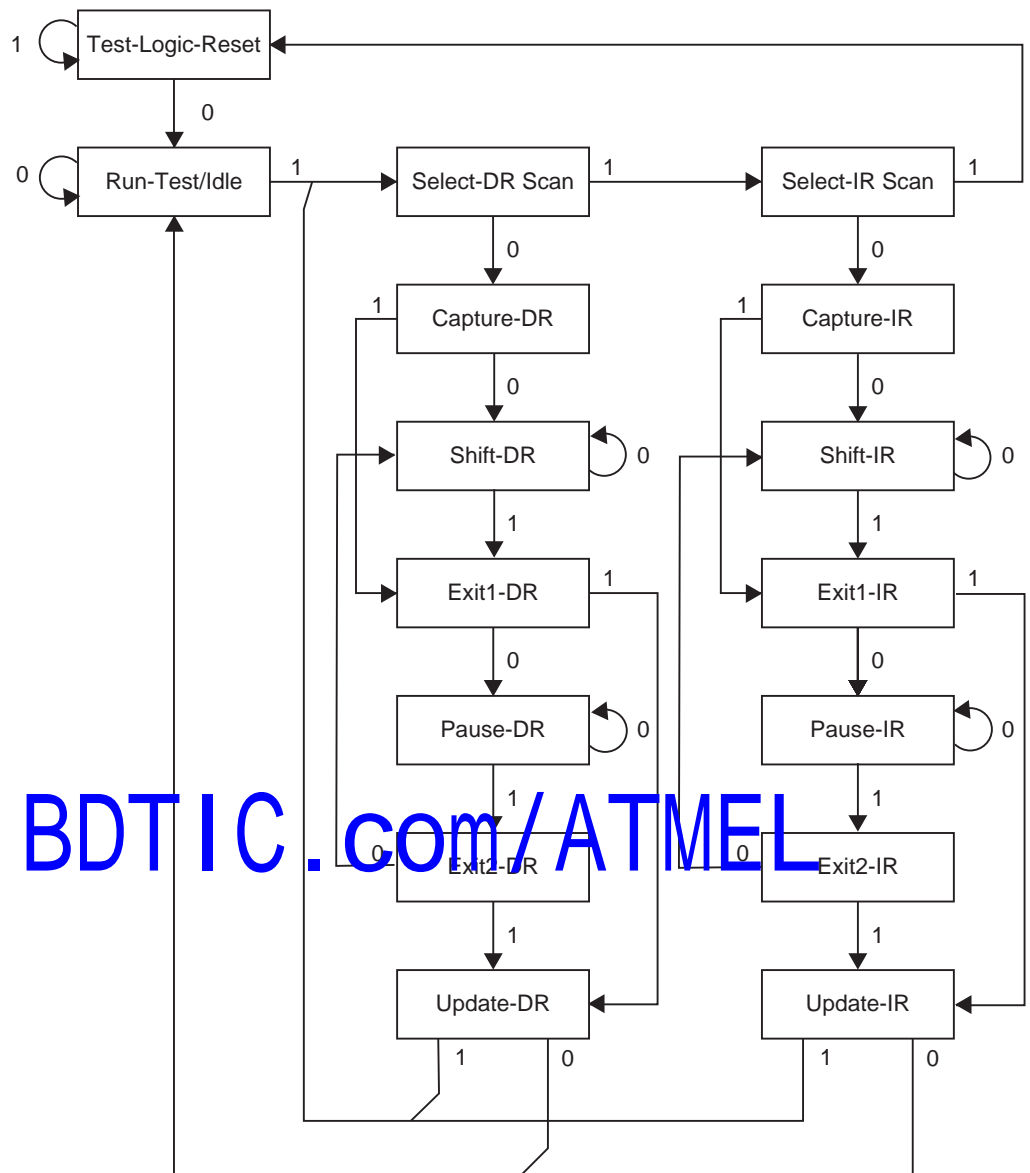 1 Test-Logic-Reset
0
0 Run-Test/Idle 1 Select-DR Scan 1 Select-IR Scan 1
0 0
1 Capture-DR 1 Capture-IR
0 0
Shift-DR 0 Shift-IR 0
1 1
Exit1-DR 1 Exit1-IR 1
0 0
Pause-DR 0 Pause-IR 0
1 1
BDTIC.com/ATMEL
0 Exit2-DR 0 Exit2-IR
1 1
Update-DR Update-IR
1 0 1 0